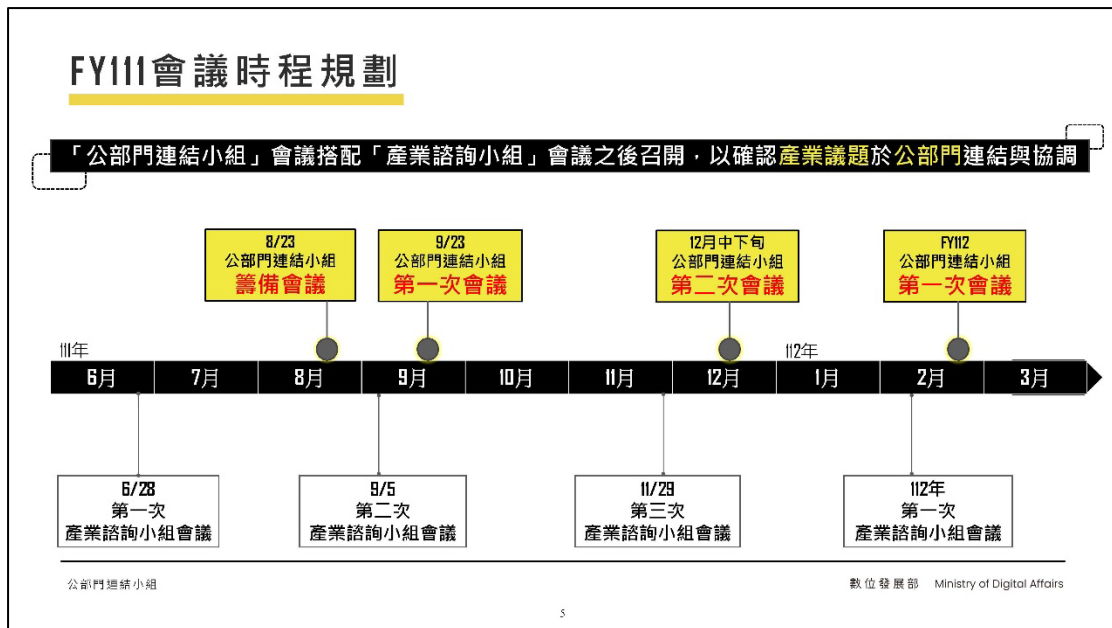 FY111會議時程規劃
「公部門連結小組」會議搭配「產業諮詢小組」會議之後召開，以確認產業議題於公部門連結與協調
8/23
公部門連結小組
籌備會議
9/23
公部門連結小組
第一次會議
12月中下旬
公部門連結小組
第二次會議
FY112
公部門連結小組
第一次會議
111年
112年
6月 7月 8月 9月 10月 11月 12月 1月 2月 3月
6/28
第一次
產業諮詢小組會議
9/5
第二次
產業諮詢小組會議
11/29
第三次
產業諮詢小組會議
112年
第一次
產業諮詢小組會議
公部門連結小組
數位發展部 Ministry of Digital Affairs
5